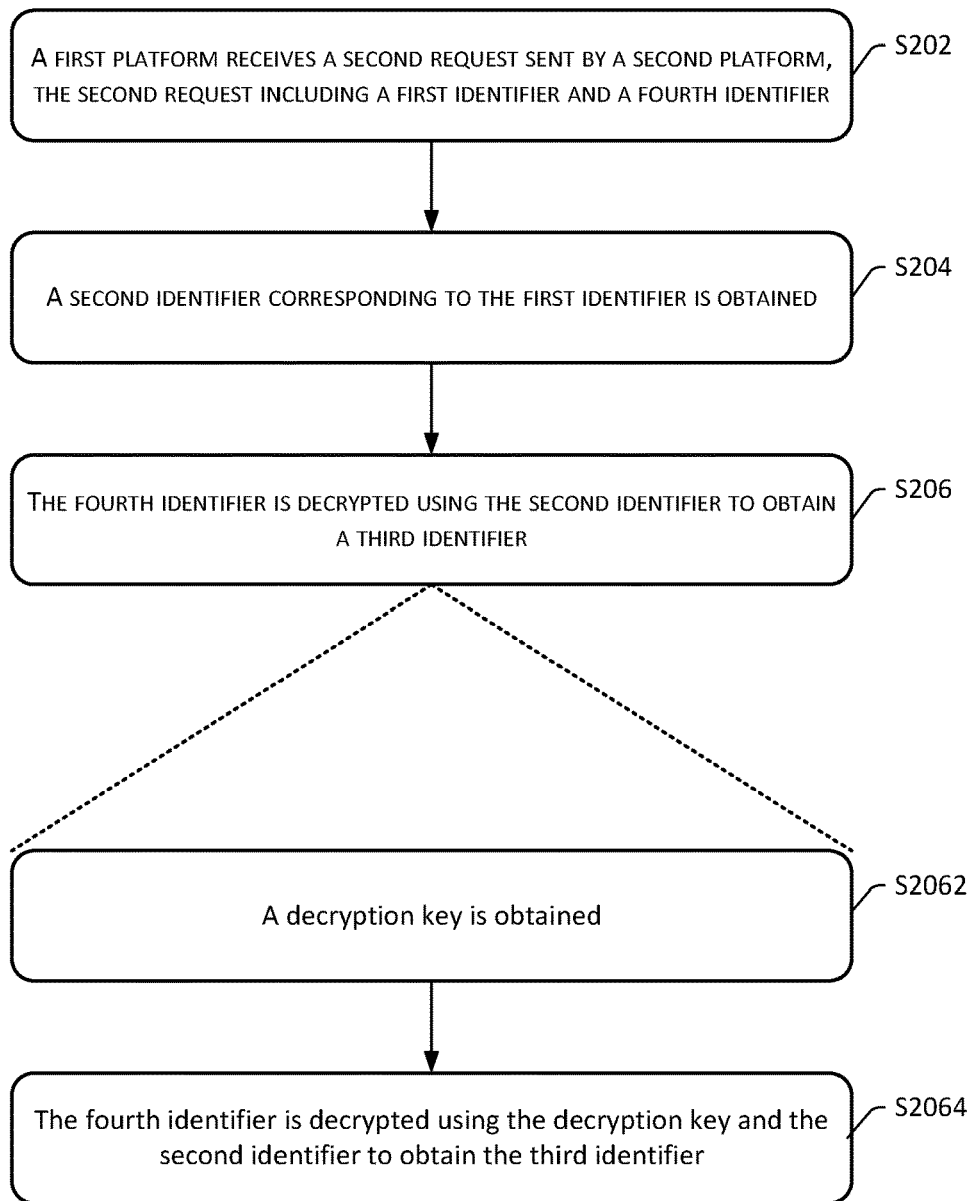 A FIRST PLATFORM RECEIVES A SECOND REQUEST SENT BY A SECOND PLATFORM,
THE SECOND REQUEST INCLUDING A FIRST IDENTIFIER AND A FOURTH IDENTIFIER
S202
A SECOND IDENTIFIER CORRESPONDING TO THE FIRST IDENTIFIER IS OBTAINED
S204
THE FOURTH IDENTIFIER IS DECRYPTED USING THE SECOND IDENTIFIER TO OBTAIN
A THIRD IDENTIFIER
S206
A decryption key is obtained
S2062
The fourth identifier is decrypted using the decryption key and the
second identifier to obtain the third identifier
S2064